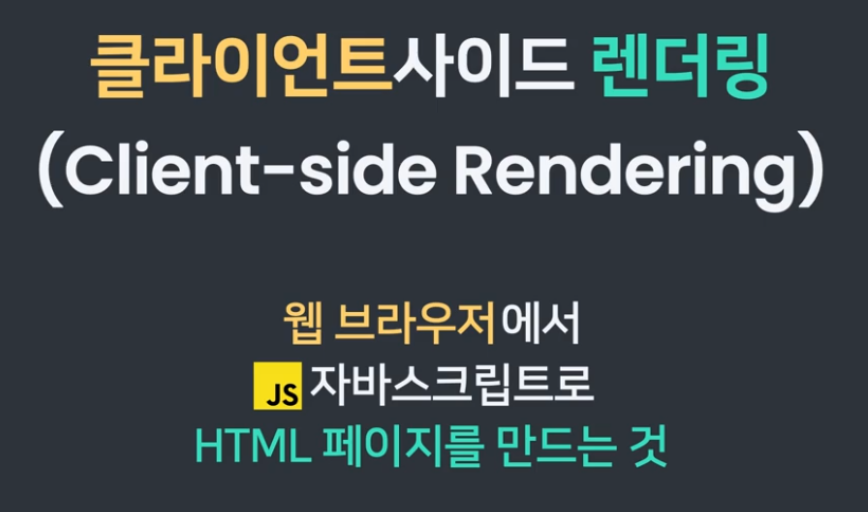 클라이언트사이드 렌더링
(Client-side Rendering)
웹 브라우저에서
JS 자바스크립트로
HTML 페이지를 만드는 것